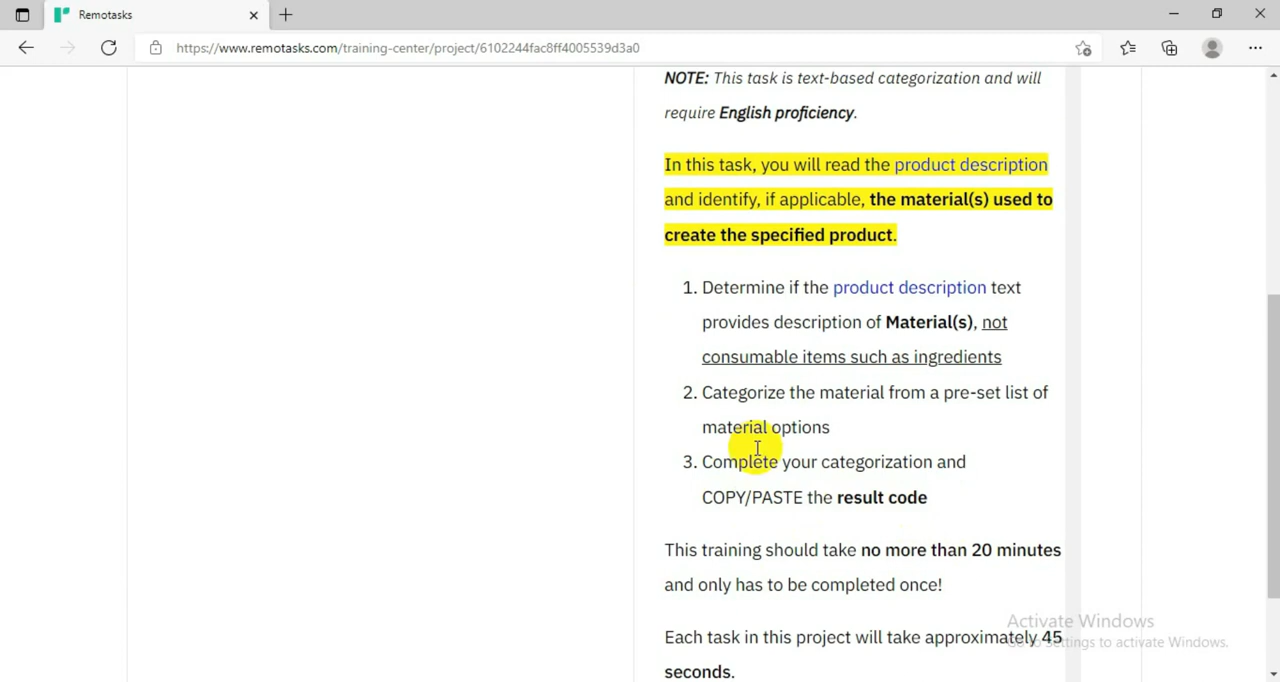 Remotasks
https://www.remotasks.com/training-center/project/6102244fac8ff4005539d3a0
NOTE: This task is text-based categorization and will
require English proficiency.
In this task, you will read the product description
and identify, if applicable, the material(s) used to
create the specified product.
1. Determine if the product description text
provides description of Material(s), not
consumable items such as ingredients
2. Categorize the material from a pre-set list of
material options
3. Complete your categorization and
COPY/PASTE the result code
This training should take no more than 20 minutes
and only has to be completed once!
Activate Windows
Each task in this project will take approximately 45
Go to Settings to activate Windows.
seconds.